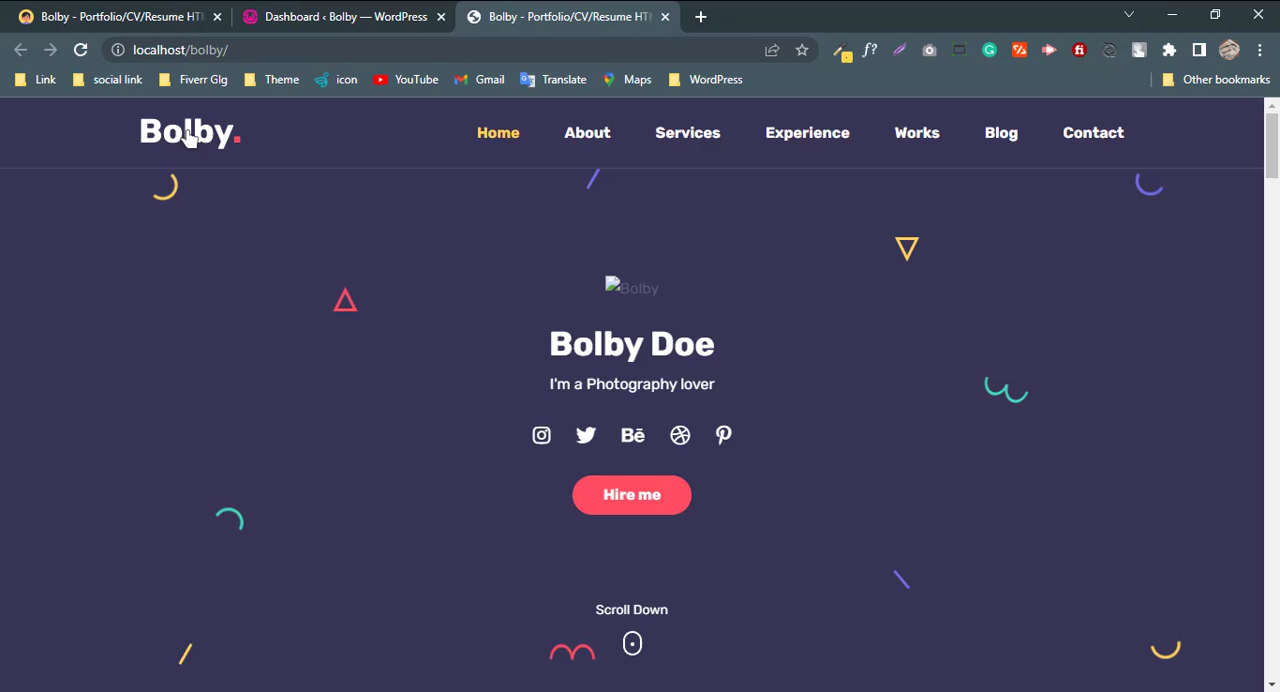 Bolby - Portfolio/CV/Resume HT
Dashboard ‹ Bolby — WordPress
Bolby - Portfolio/CV/Resume HT
localhost/bolby/
f?
Link
social link
Fiverr GIg
Theme
icon
YouTube
Gmail
Translate
Maps
WordPress
Other bookmarks
Bolby.
Home
About
Services
Experience
Works
Blog
Contact
Bolby
Bolby Doe
I'm a Photography lover
Bē
Hire me
Scroll Down